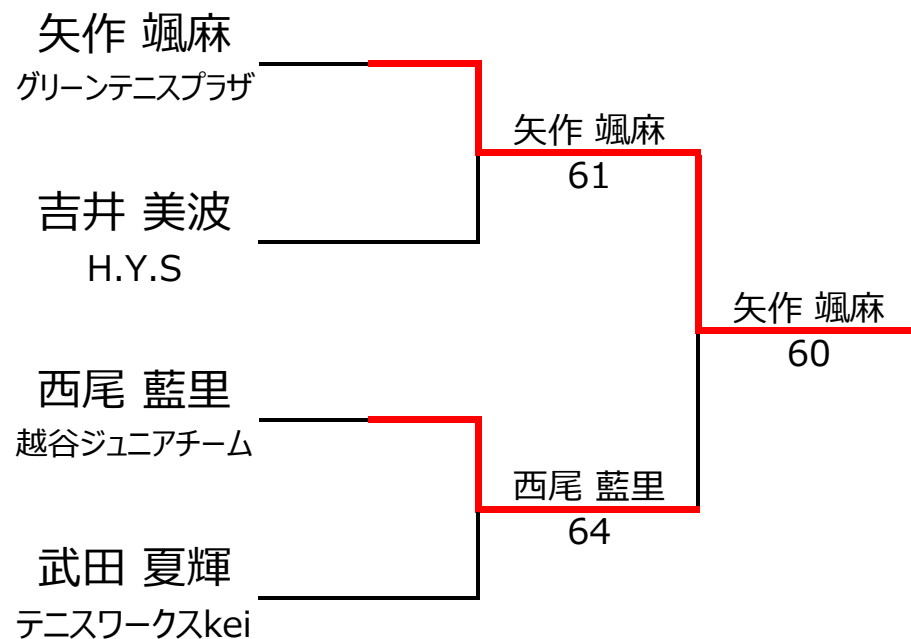 矢作 颯麻
グリーンテニスプラザ
矢作 颯麻
61
吉井 美波
H.Y.S
矢作 颯麻
60
西尾 藍里
越谷ジュニアチーム
西尾 藍里
64
武田 夏輝
テニスワークスkei